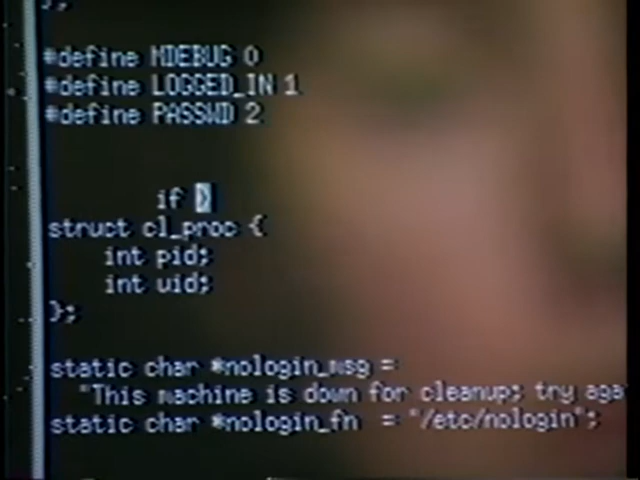 };
#define MDEBUG 0
#define LOGGED_IN 1
#define PASSWD 2
if )
struct cl_proc {
int pid;
int uid;
};
static char *nologin_msg =
"This machine is down for cleanup; try aga
static char *nologin_fn = "/etc/nologin";